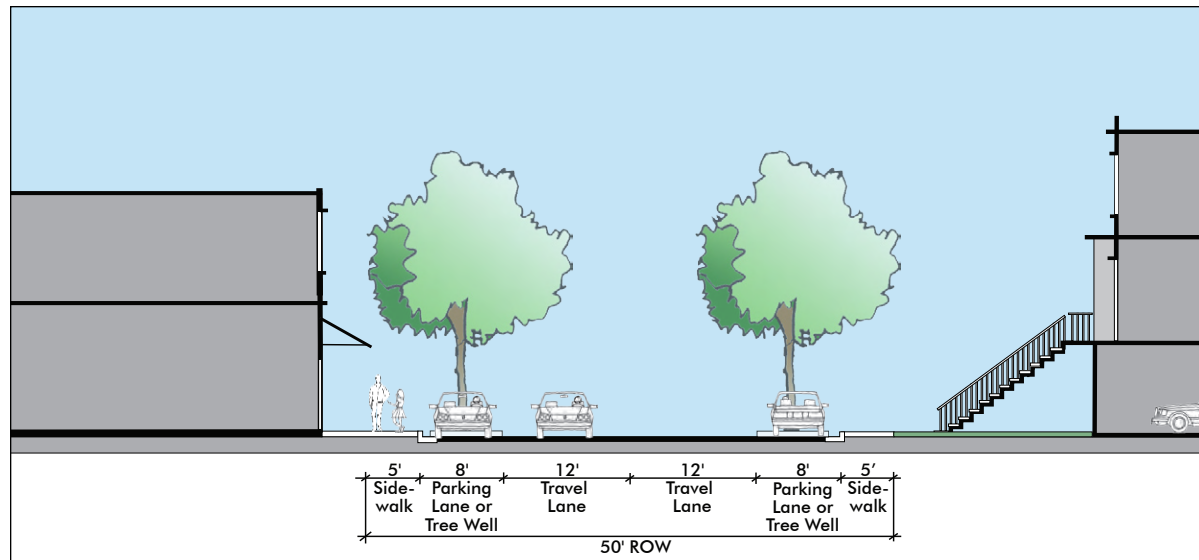 5' 8' 12' 12' 8' 5′
Side- Parking Travel Travel Parking Side-
walk Lane or Lane Lane Lane or walk
Tree Well Tree Well
50' ROW